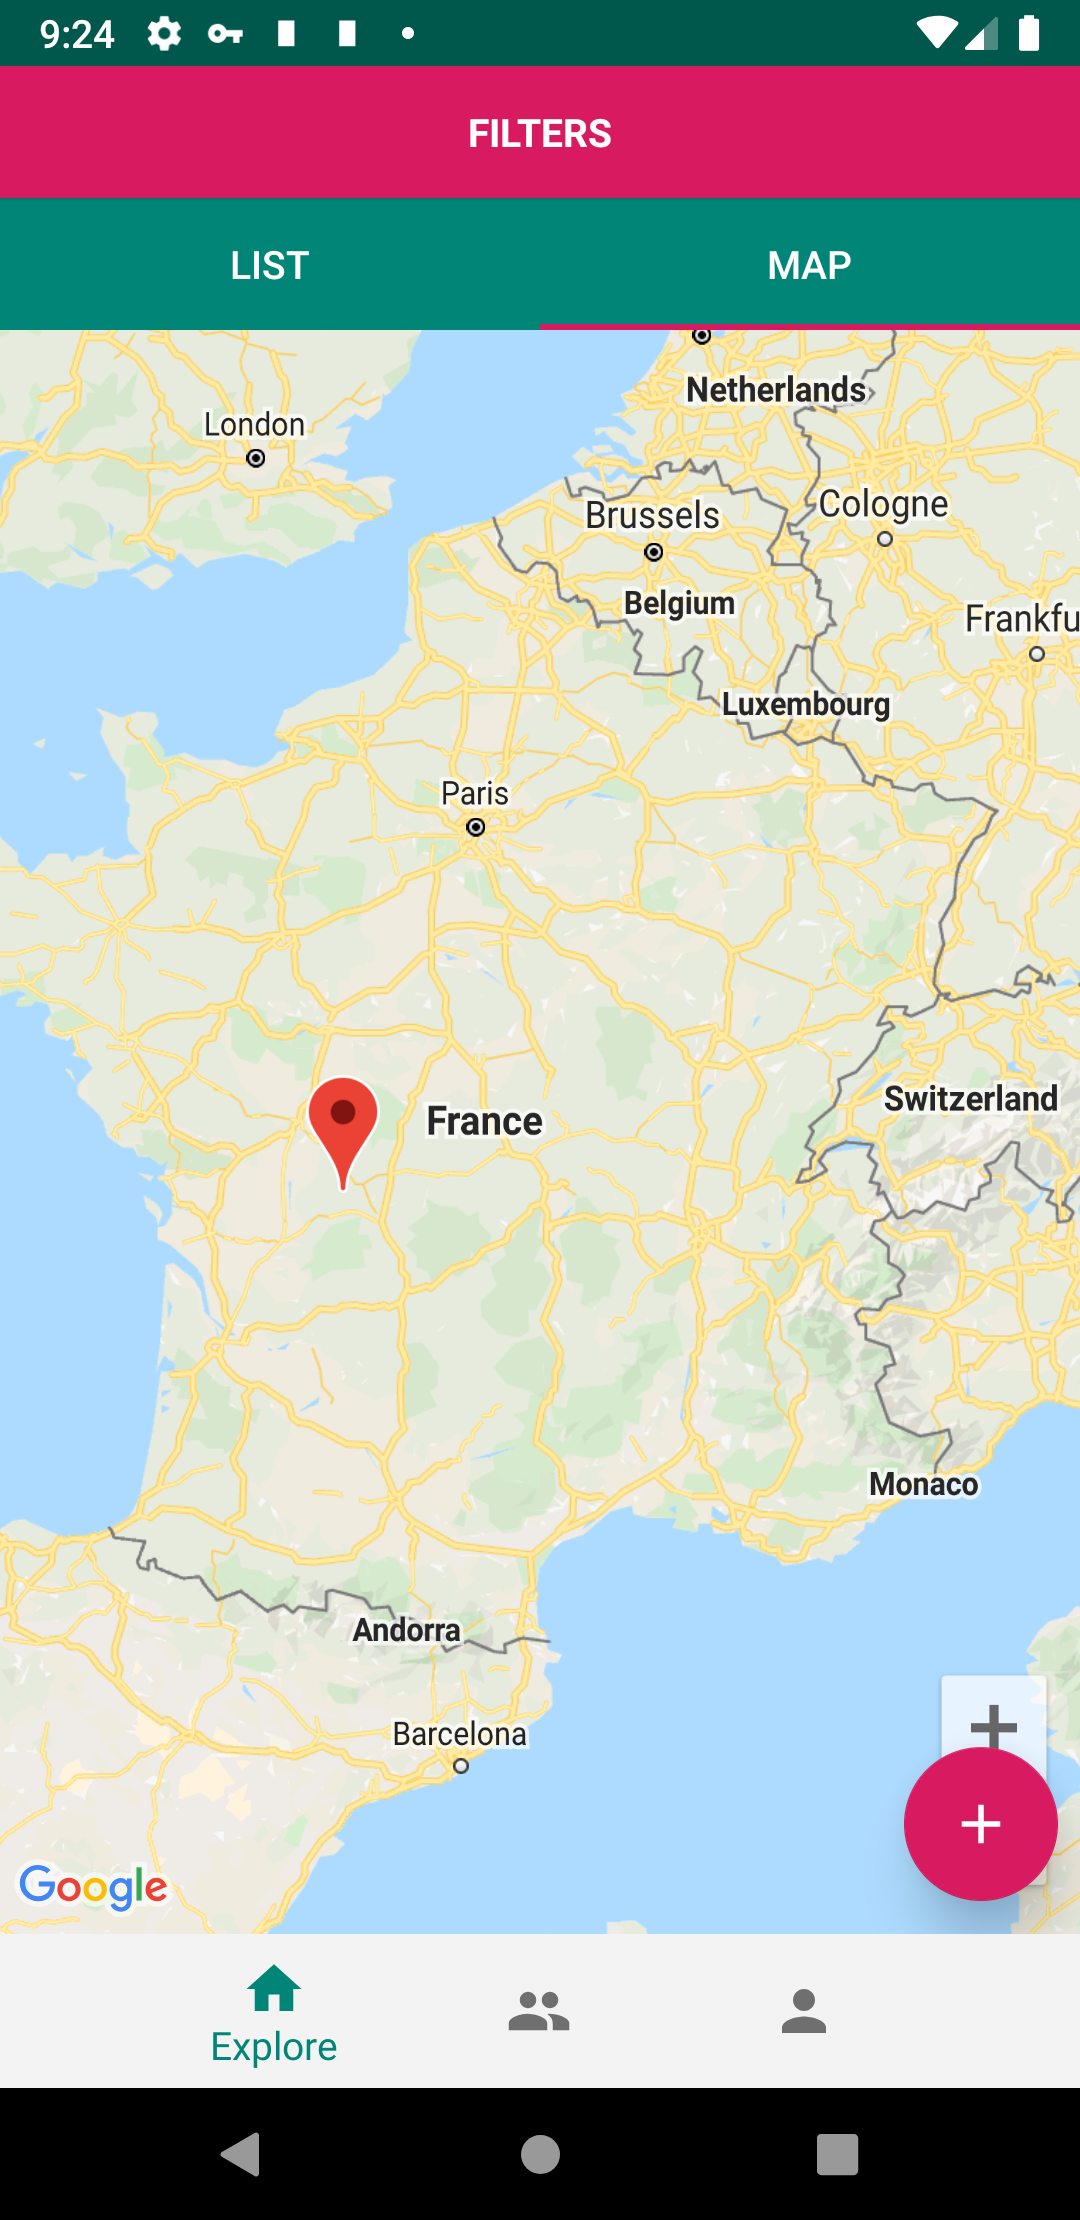 9:24
FILTERS
LIST
MAP
Netherlands
London
Cologne
Brussels
Belgium
Frankfu
Luxembourg
Paris
Switzerland
France
Monaco
Andorra
Barcelona
Google
Explore